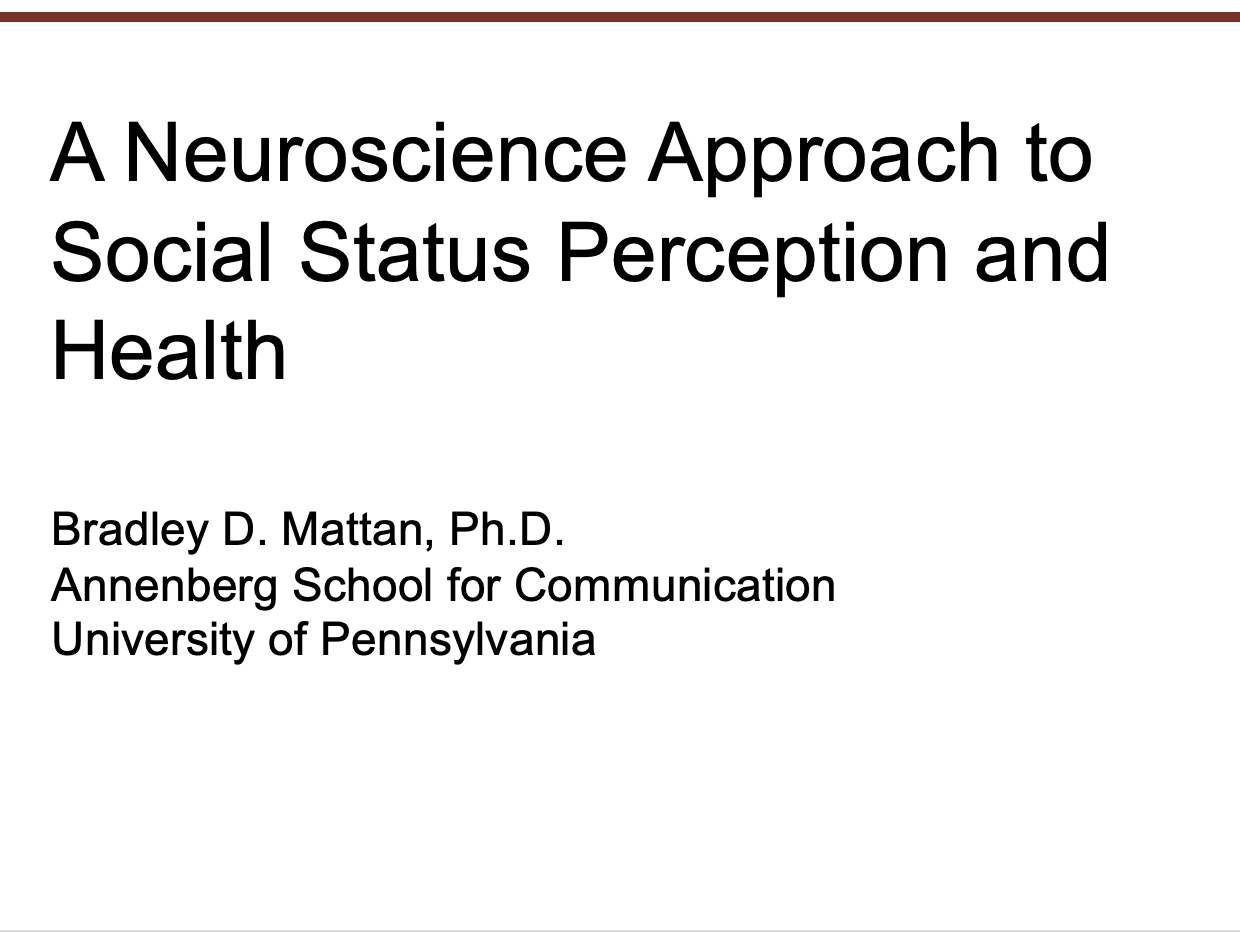 A Neuroscience Approach to
Social Status Perception and
Health
Bradley D. Mattan, Ph.D.
Annenberg School for Communication
University of Pennsylvania